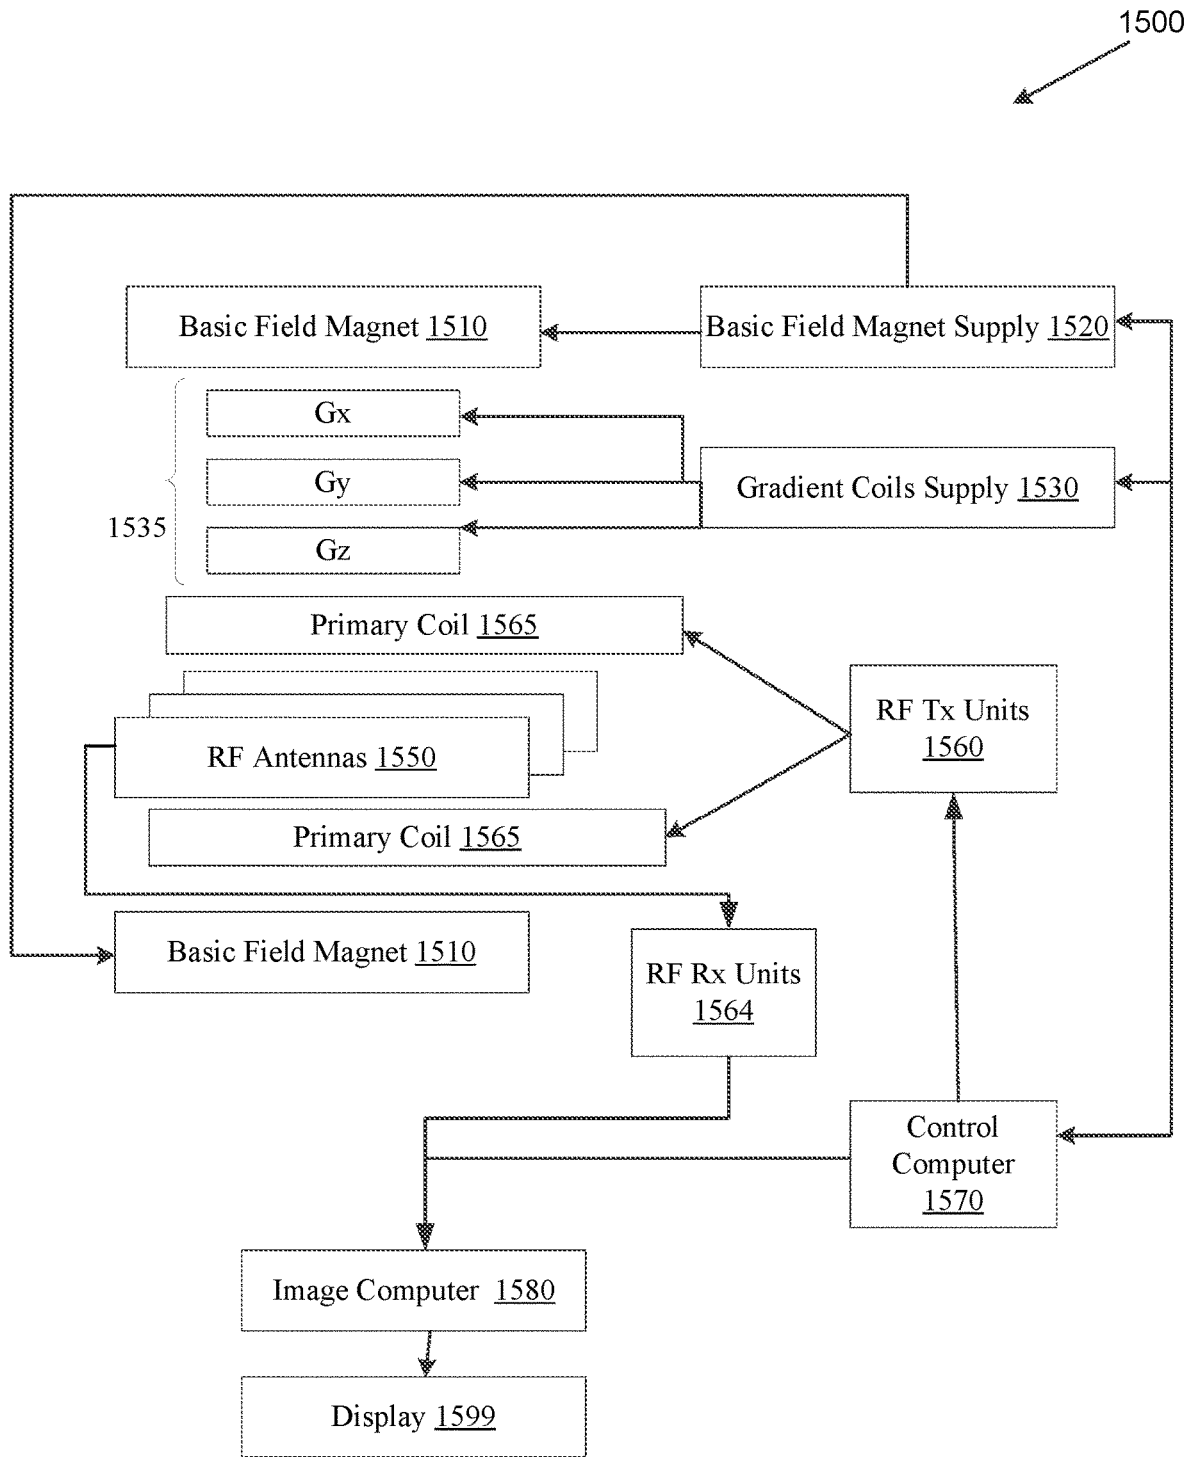 1500
Basic Field Magnet 1510
Basic Field Magnet Supply 1520
Gx
Gy
Gradient Coils Supply 1530
1535
Gz
Primary Coil 1565
RF Tx Units
1560
RF Antennas 1550
Primary Coil 1565
Basic Field Magnet 1510
RF Rx Units
1564
Control
Computer
1570
Image Computer 1580
Display 1599